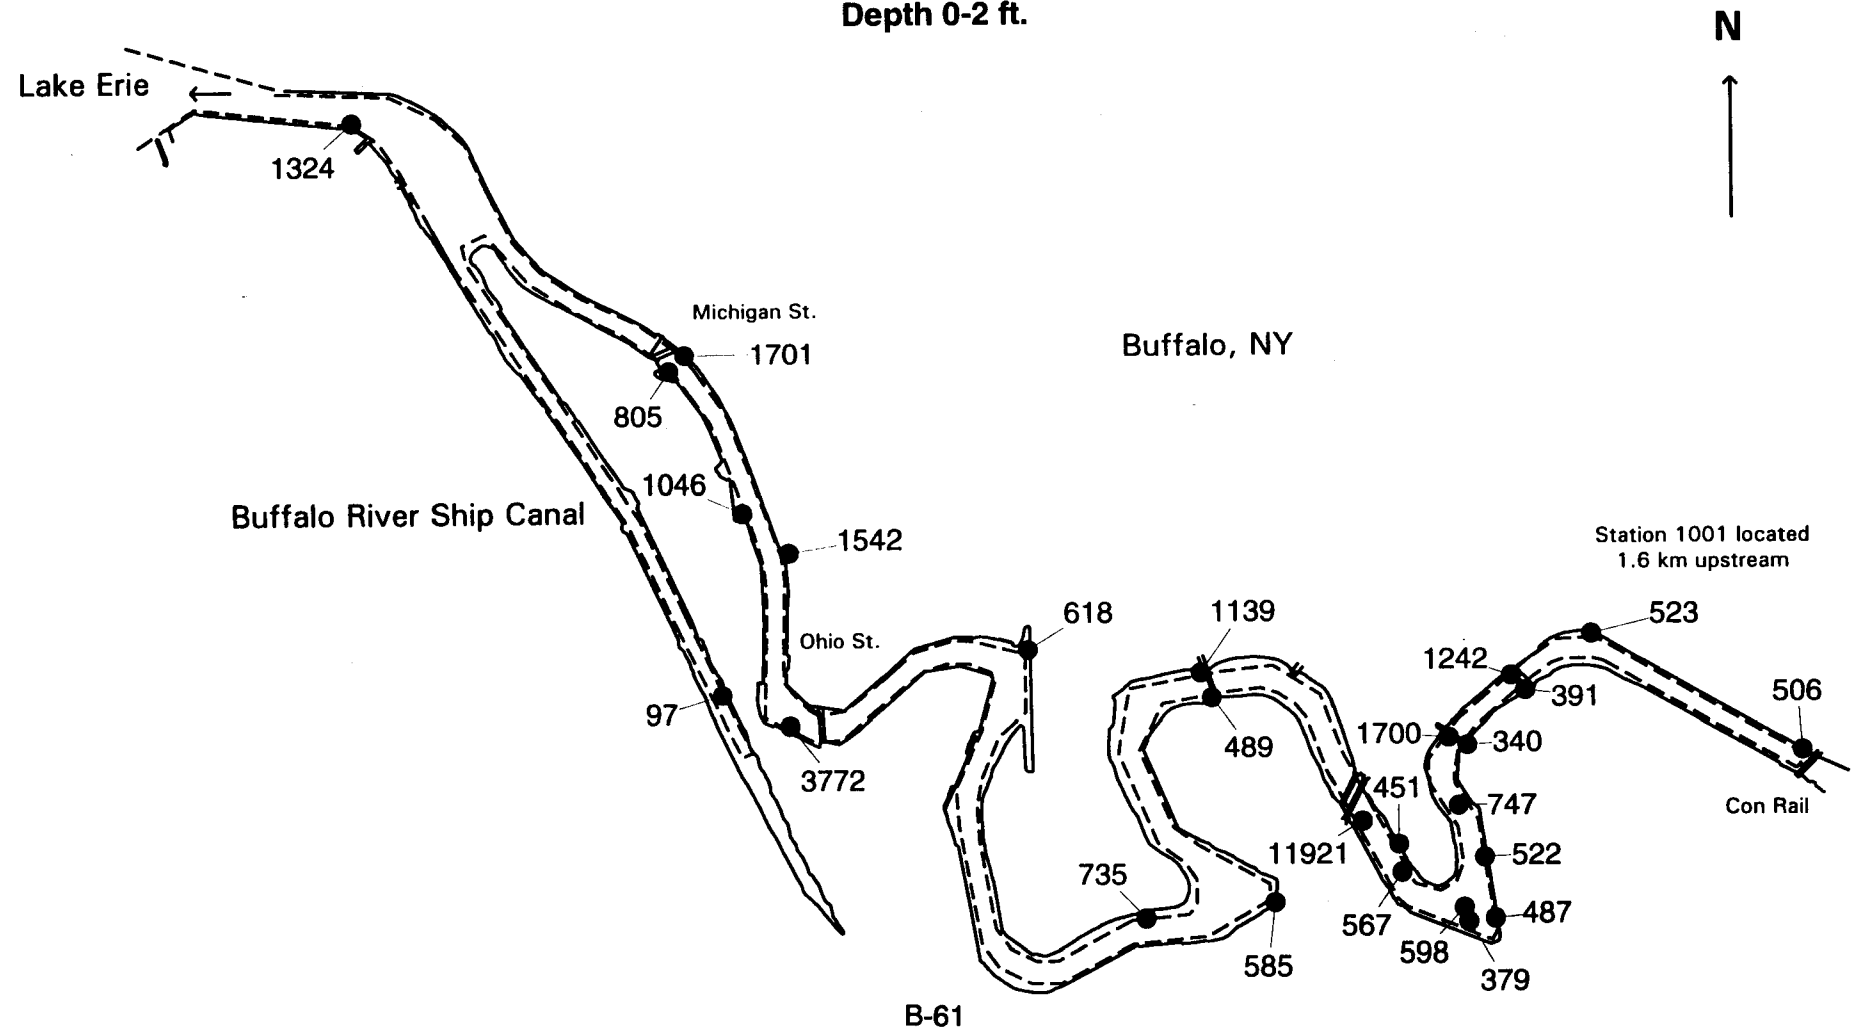 Depth 0-2 ft.
N
Lake Erie
1324
Michigan St.
1701
Buffalo, NY
805
1046
Buffalo River Ship Canal
1542
Station 1001 located
1.6 km upstream
618
1139
523
Ohio St.
1242
391
506
97
1700
340
489
3772
451
747
Con Rail
11921
522
735
567
487
598
585
379
B-61